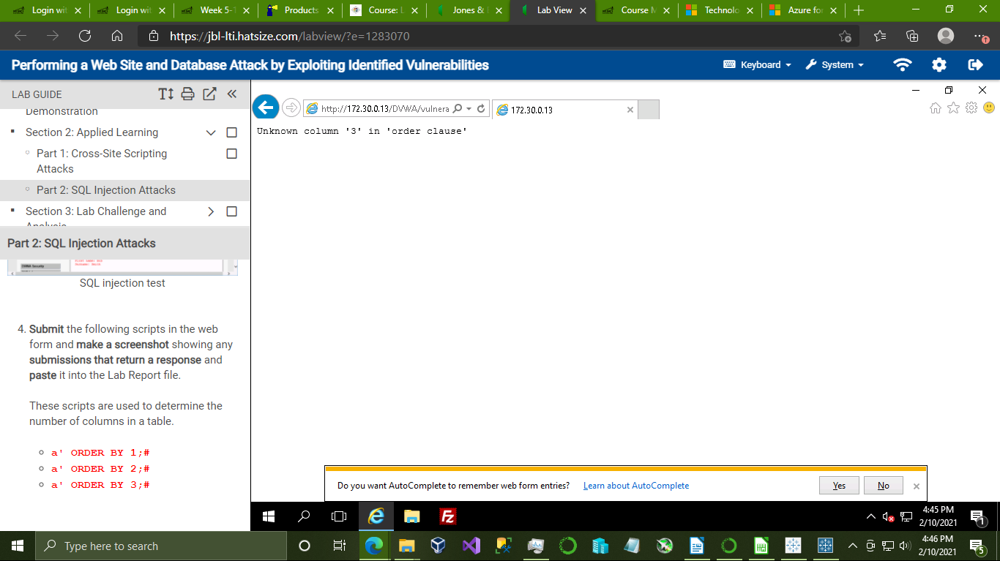 Login wit
Login wit
Week 5-1
Products
Course: L
Jones & B
Lab View
Course M
Technolo
Azure for
https://jbl-lti.hatsize.com/labview/?e=1283070
Performing a Web Site and Database Attack by Exploiting Identified Vulnerabilities
Keyboard
System
LAB GUIDE
Demonstration
Section 2: Applied Learning
Part 1: Cross-Site Scripting
Attacks
Part 2: SQL Injection Attacks
Section 3: Lab Challenge and
Analysis
Part 2: SQL Injection Attacks
DVWA Security
SQL injection test
4. Submit the following scripts in the web
form and make a screenshot showing any
submissions that return a response and
paste it into the Lab Report file.
These scripts are used to determine the
number of columns in a table.
a' ORDER BY 1;#
a' ORDER BY 2;#
a' ORDER BY 3;#
http://172.30.0.13/DVWA/vulnera
172.30.0.13
Unknown column '3' in 'order clause'
Do you want AutoComplete to remember web form entries?
Learn about AutoComplete
Yes
No
4:45 PM
2/10/2021
1
Type here to search
4:46 PM
2/10/2021
5